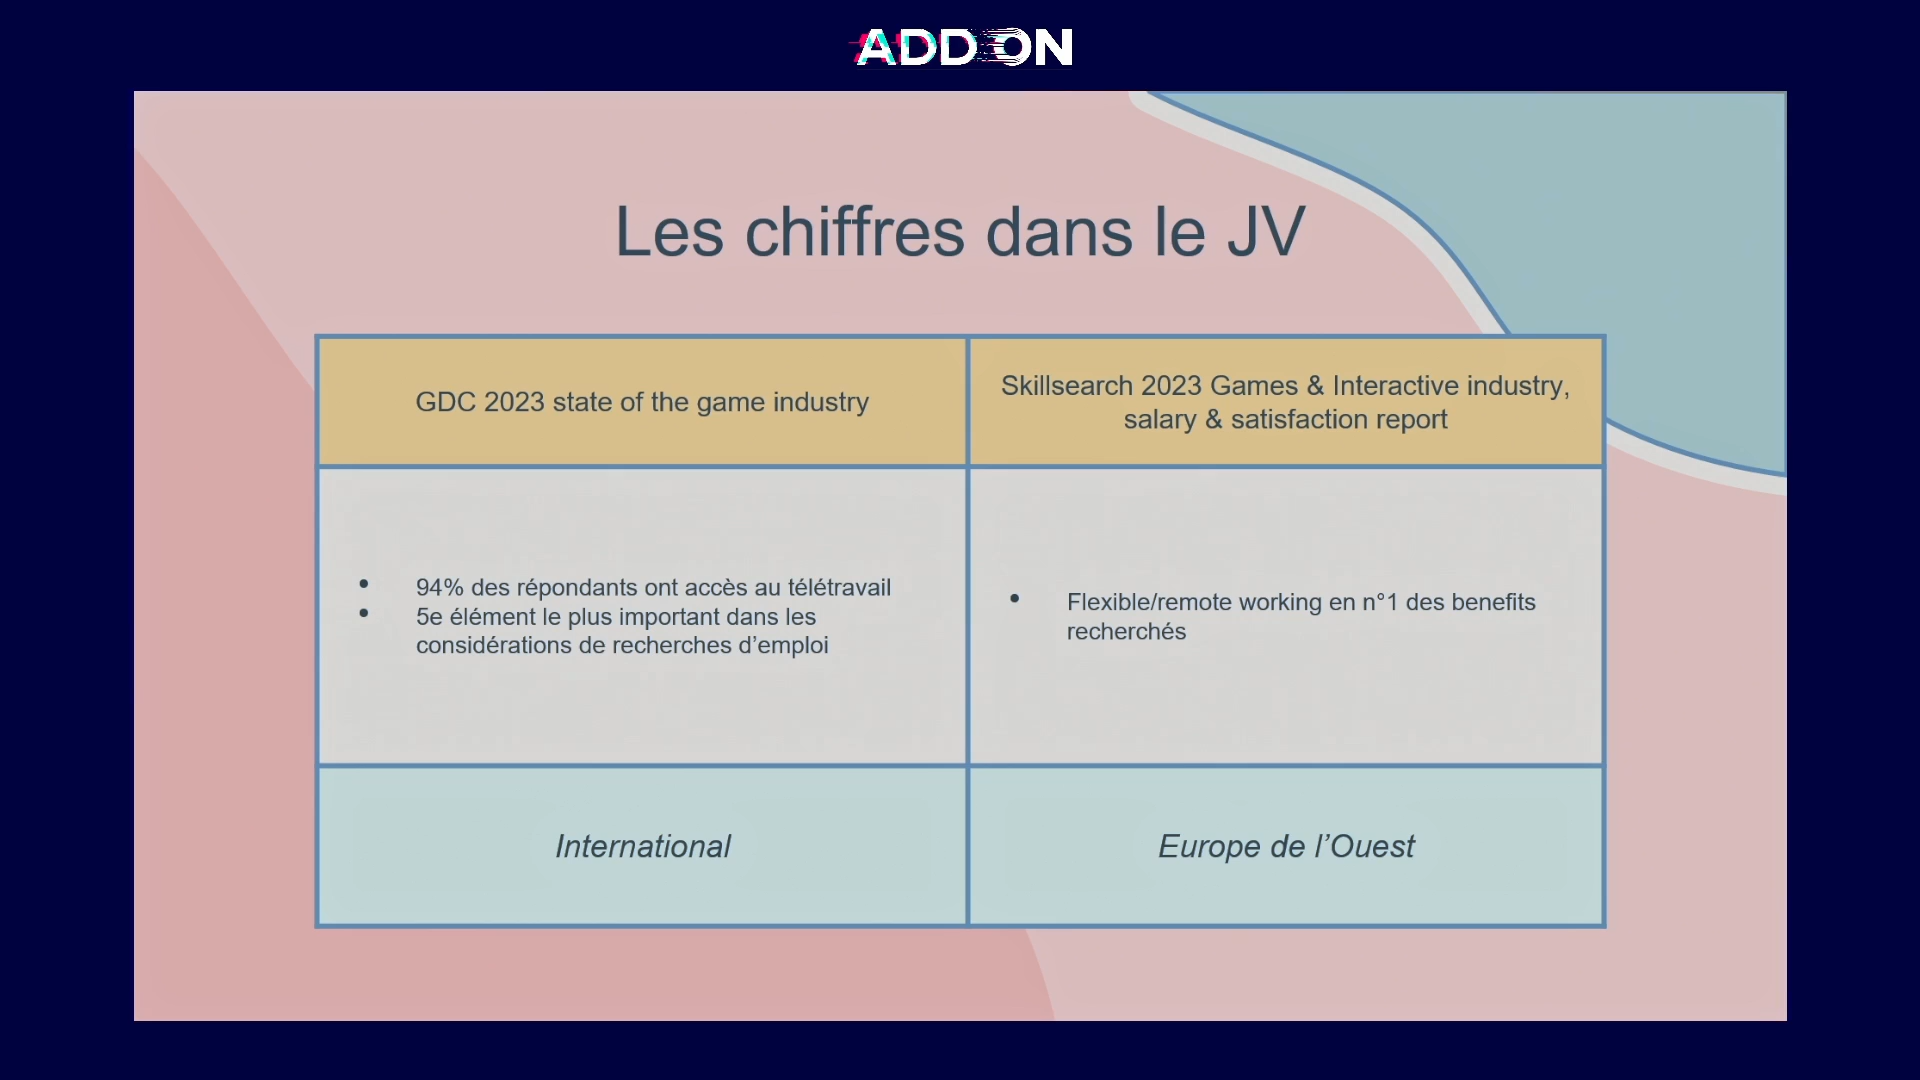 ADD ON
Les chiffres dans le JV
GDC 2023 state of the game industry
Skillsearch 2023 Games & Interactive industry,
salary & satisfaction report
• 94% des répondants ont accès au télétravail
• 5e élément le plus important dans les
considérations de recherches d’emploi
• Flexible/remote working en n°1 des benefits
recherchés
International
Europe de l’Ouest